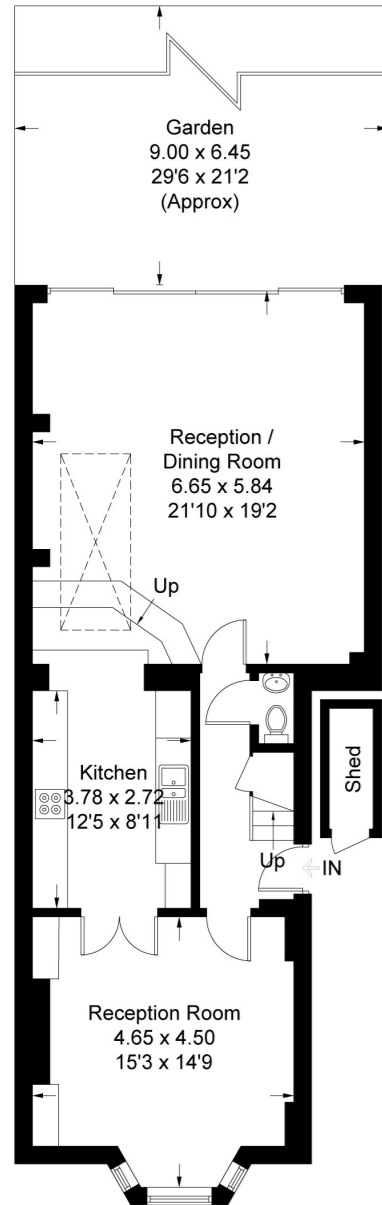 Garden
9.00 x 6.45
29'6 x 21'2
(Approx)
Reception /
Dining Room
6.65 x 5.84
21'10 x 19'2
Up
Kitchen
3.78 x 2.72
12'5 x 8'11
Shed
Up
IN
Reception Room
4.65 x 4.50
15'3 x 14'9